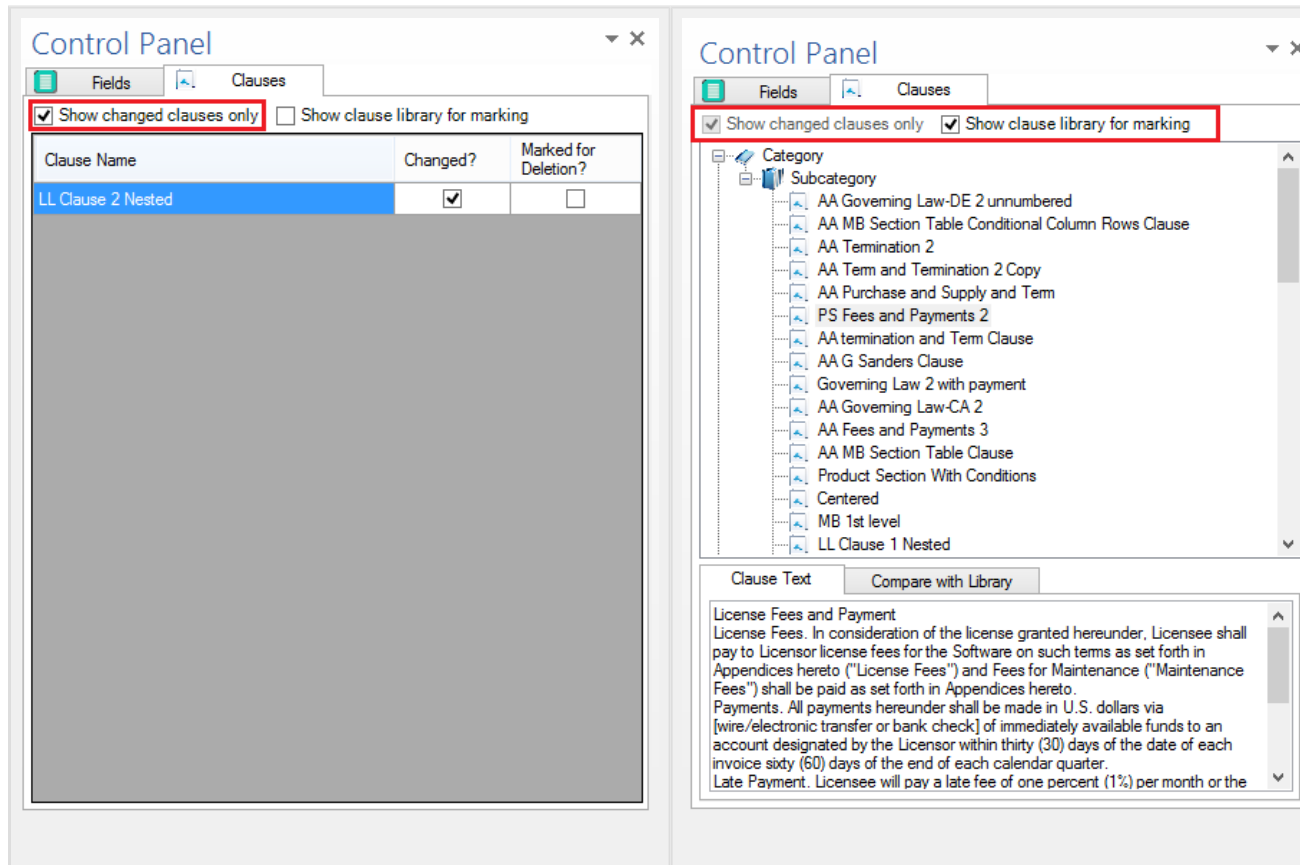 Control Panel
Fields
Clauses
Show changed clauses only
Show clause library for marking
Clause Name
Changed?
Marked for
Deletion?
LL Clause 2 Nested
Control Panel
Fields
Clauses
Show changed clauses only
Show clause library for marking
Category
Subcategory
AA Governing Law-DE 2 unnumbered
AA MB Section Table Conditional Column Rows Clause
AA Termination 2
AA Term and Termination 2 Copy
AA Purchase and Supply and Term
PS Fees and Payments 2
AA termination and Term Clause
AA G Sanders Clause
Governing Law 2 with payment
AA Governing Law-CA 2
AA Fees and Payments 3
AA MB Section Table Clause
Product Section With Conditions
Centered
MB 1st level
LL Clause 1 Nested
Clause Text
Compare with Library
License Fees and Payment
License Fees. In consideration of the license granted hereunder, Licensee shall
pay to Licensor license fees for the Software on such terms as set forth in
Appendices hereto ("License Fees") and Fees for Maintenance ("Maintenance
Fees") shall be paid as set forth in Appendices hereto.
Payments. All payments hereunder shall be made in U.S. dollars via
[wire/electronic transfer or bank check] of immediately available funds to an
account designated by the Licensor within thirty (30) days of the date of each
invoice sixty (60) days of the end of each calendar quarter.
Late Payment. Licensee will pay a late fee of one percent (1%) per month or the